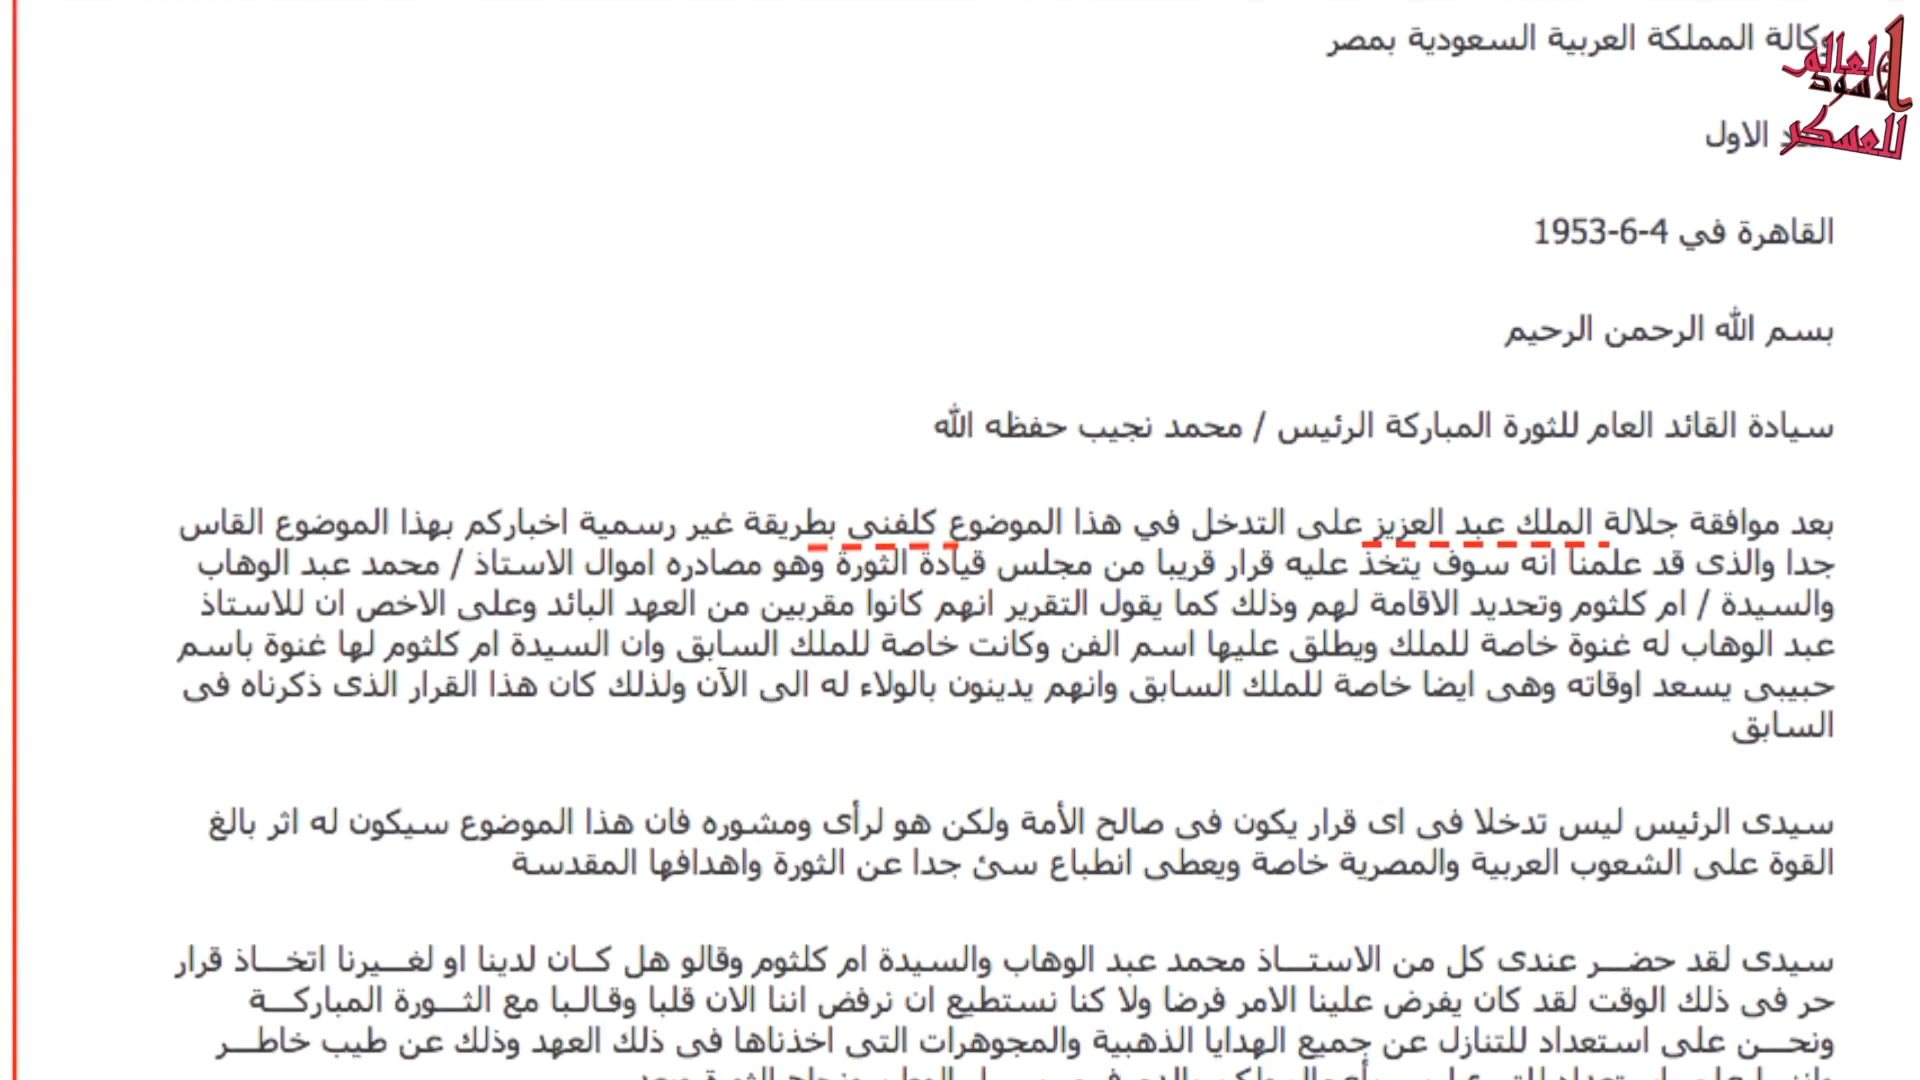 وكالة المملكة العربية السعودية بمصر
العالم
الاسود
للعسكر
الاول
القاهرة في 4-6-1953
بسم الله الرحمن الرحيم
سيادة القائد العام للثورة المباركة الرئيس / محمد نجيب حفظه الله
بعد موافقة جلالة الملك عبد العزيز على التدخل في هذا الموضوع كلفنى بطريقة غير رسمية اخباركم بهذا الموضوع القاس
جدا والذى قد علمنا انه سوف يتخذ عليه قرار قريبا من مجلس قيادة الثورة وهو مصادره اموال الاستاذ / محمد عبد الوهاب
والسيدة / ام كلثوم وتحديد الاقامة لهم وذلك كما يقول التقرير انهم كانوا مقربين من العهد البائد وعلى الاخص ان للاستاذ
عبد الوهاب له غنوة خاصة للملك ويطلق عليها اسم الفن وكانت خاصة للملك السابق وان السيدة ام كلثوم لها غنوة باسم
حبيبى يسعد اوقاته وهى ايضا خاصة للملك السابق وانهم يدينون بالولاء له الى الآن ولذلك كان هذا القرار الذى ذكرناه فى
السابق
سيدى الرئيس ليس تدخلا فى اى قرار يكون فى صالح الأمة ولكن هو لرأى ومشوره فان هذا الموضوع سيكون له اثر بالغ
القوة على الشعوب العربية والمصرية خاصة ويعطى انطباع سئ جدا عن الثورة واهدافها المقدسة
سيدى لقد حضـــر عندى كل من الاستـــاذ محمد عبد الوهاب والسيدة ام كلثوم وقالو هل كـــان لدينا او لغـــيرنا اتخـــاذ قرار
حر فى ذلك الوقت لقد كان يفرض علينا الامر فرضا ولا كنا نستطيع ان نرفض اننا الان قلبا وقـالـبا مع الثـــورة المباركـــة
ونحـــن على استعداد للتنازل عن جميع الهدايا الذهبية والمجوهرات التى اخذناها فى ذلك العهد وذلك عن طيب خاطـــر